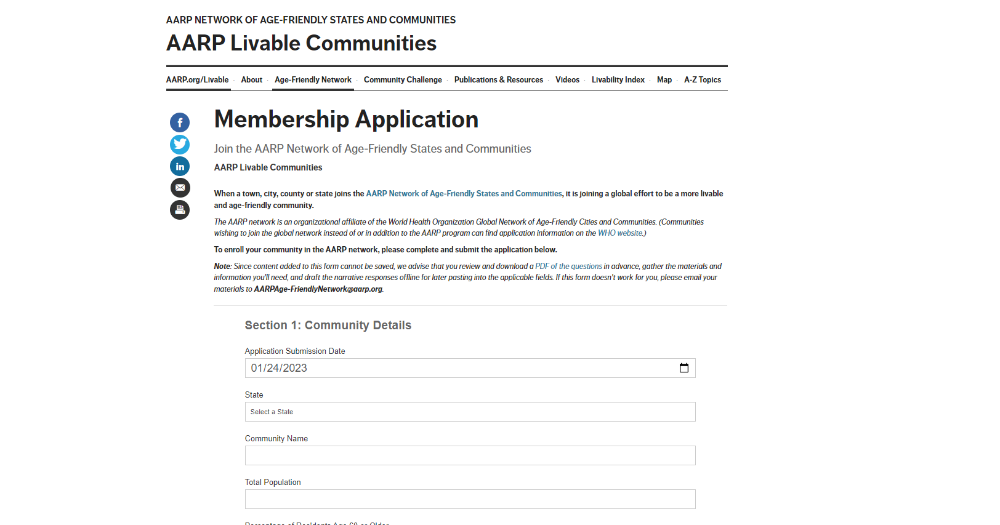 AARP NETWORK OF AGE-FRIENDLY STATES AND COMMUNITIES
AARP Livable Communities
AARP.org/Livable · About · Age-Friendly Network · Community Challenge · Publications & Resources · Videos · Livability Index · Map · A-Z Topics
Membership Application
Join the AARP Network of Age-Friendly States and Communities
AARP Livable Communities
When a town, city, county or state joins the AARP Network of Age-Friendly States and Communities, it is joining a global effort to be a more livable
and age-friendly community.
The AARP network is an organizational affiliate of the World Health Organization Global Network of Age-Friendly Cities and Communities. (Communities
wishing to join the global network instead of or in addition to the AARP program can find application information on the WHO website.)
To enroll your community in the AARP network, please complete and submit the application below.
Note: Since content added to this form cannot be saved, we advise that you review and download a PDF of the questions in advance, gather the materials and
information you'll need, and draft the narrative responses offline for later pasting into the applicable fields. If this form doesn't work for you, please email your
materials to AARPAge-FriendlyNetwork@aarp.org.
Section 1: Community Details
Application Submission Date
01/24/2023
State
Select a State
Community Name
Total Population
Percentage of Residents Age 60 or Older